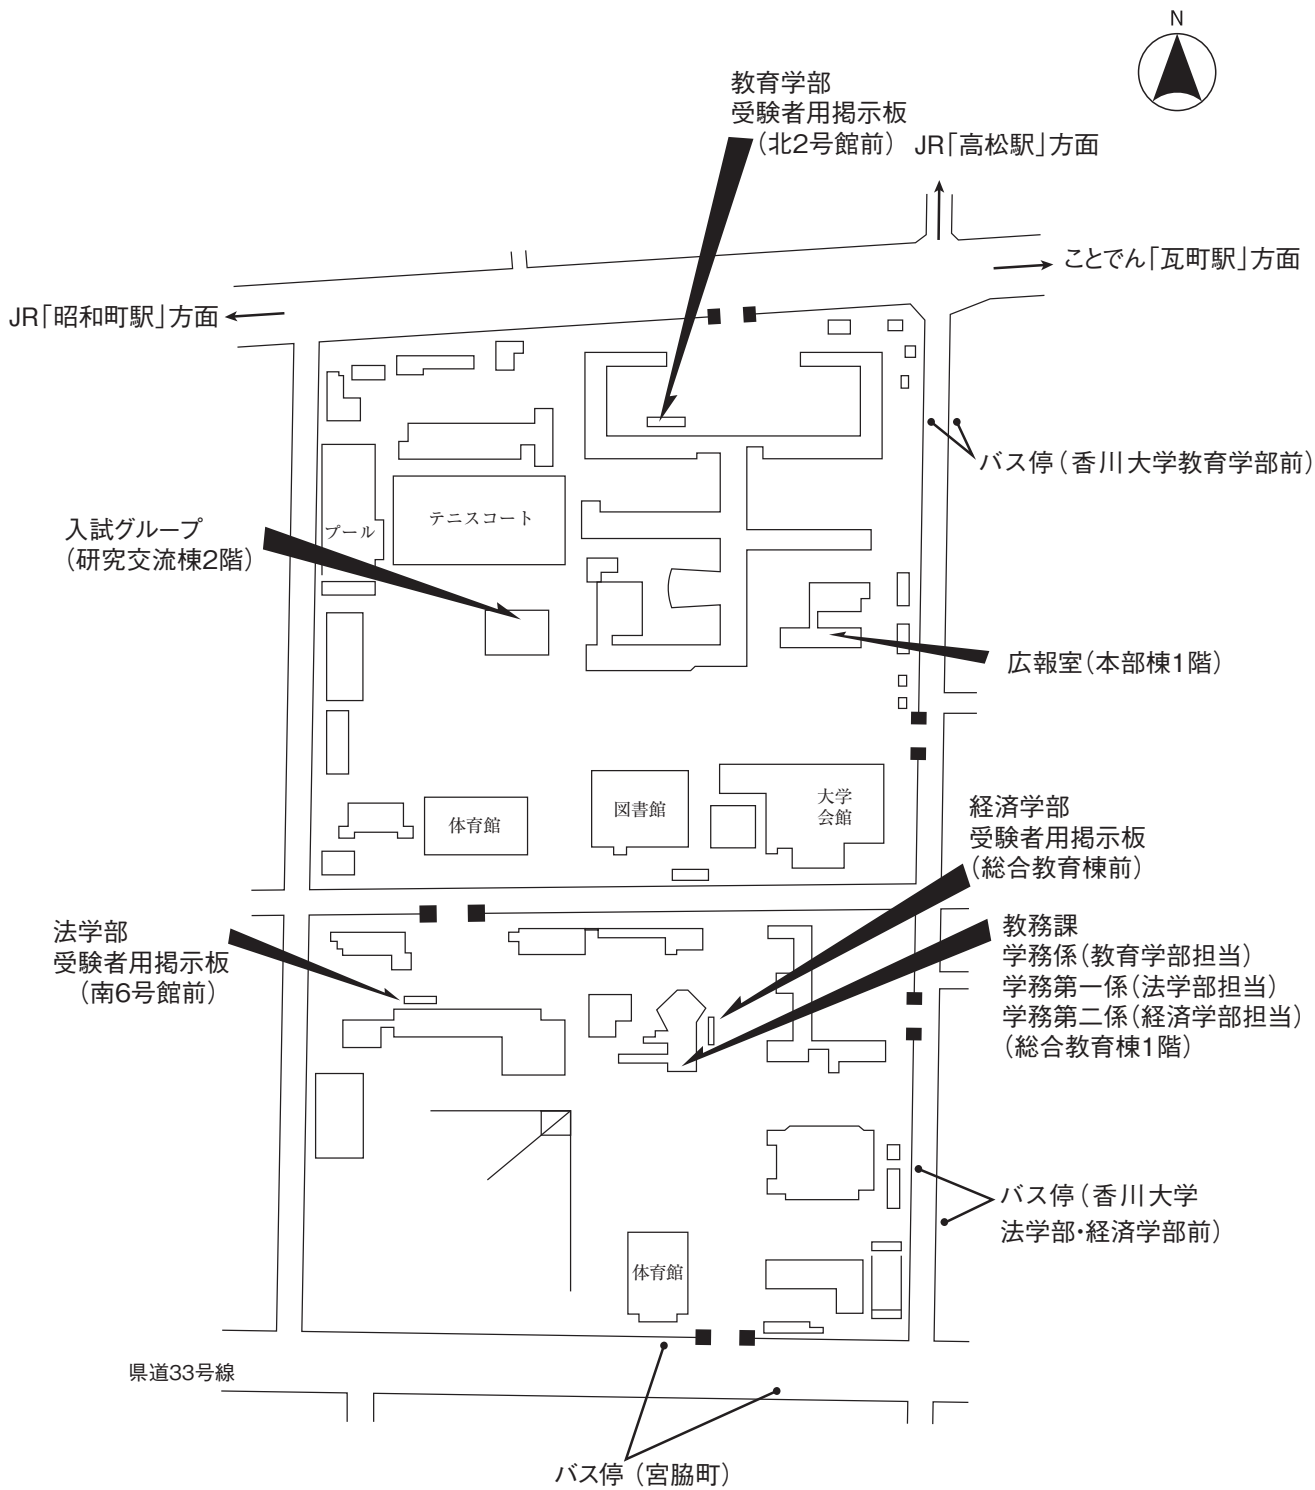 N
教育学部
受験者用掲示板
(北2号館前)
JR「高松駅」方面
ことでん「瓦町駅」方面
JR「昭和町駅」方面
バス停(香川大学教育学部前)
入試グループ
(研究交流棟2階)
プール
テニスコート
広報室(本部棟1階)
体育館
図書館
大学
会館
経済学部
受験者用掲示板
(総合教育棟前)
法学部
受験者用掲示板
(南6号館前)
教務課
学務係(教育学部担当)
学務第一係(法学部担当)
学務第二係(経済学部担当)
(総合教育棟1階)
バス停(香川大学
法学部・経済学部前)
体育館
県道33号線
バス停(宮脇町)